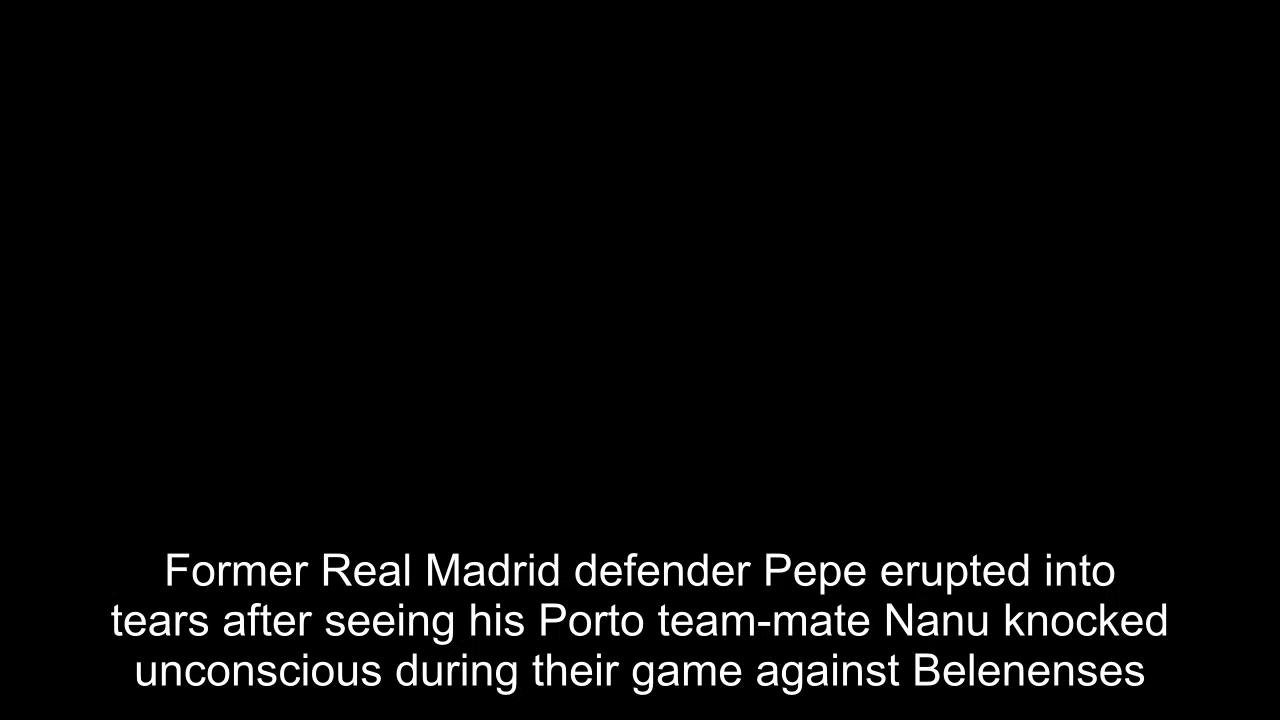 Former Real Madrid defender Pepe erupted into
tears after seeing his Porto team-mate Nanu knocked
unconscious during their game against Belenenses